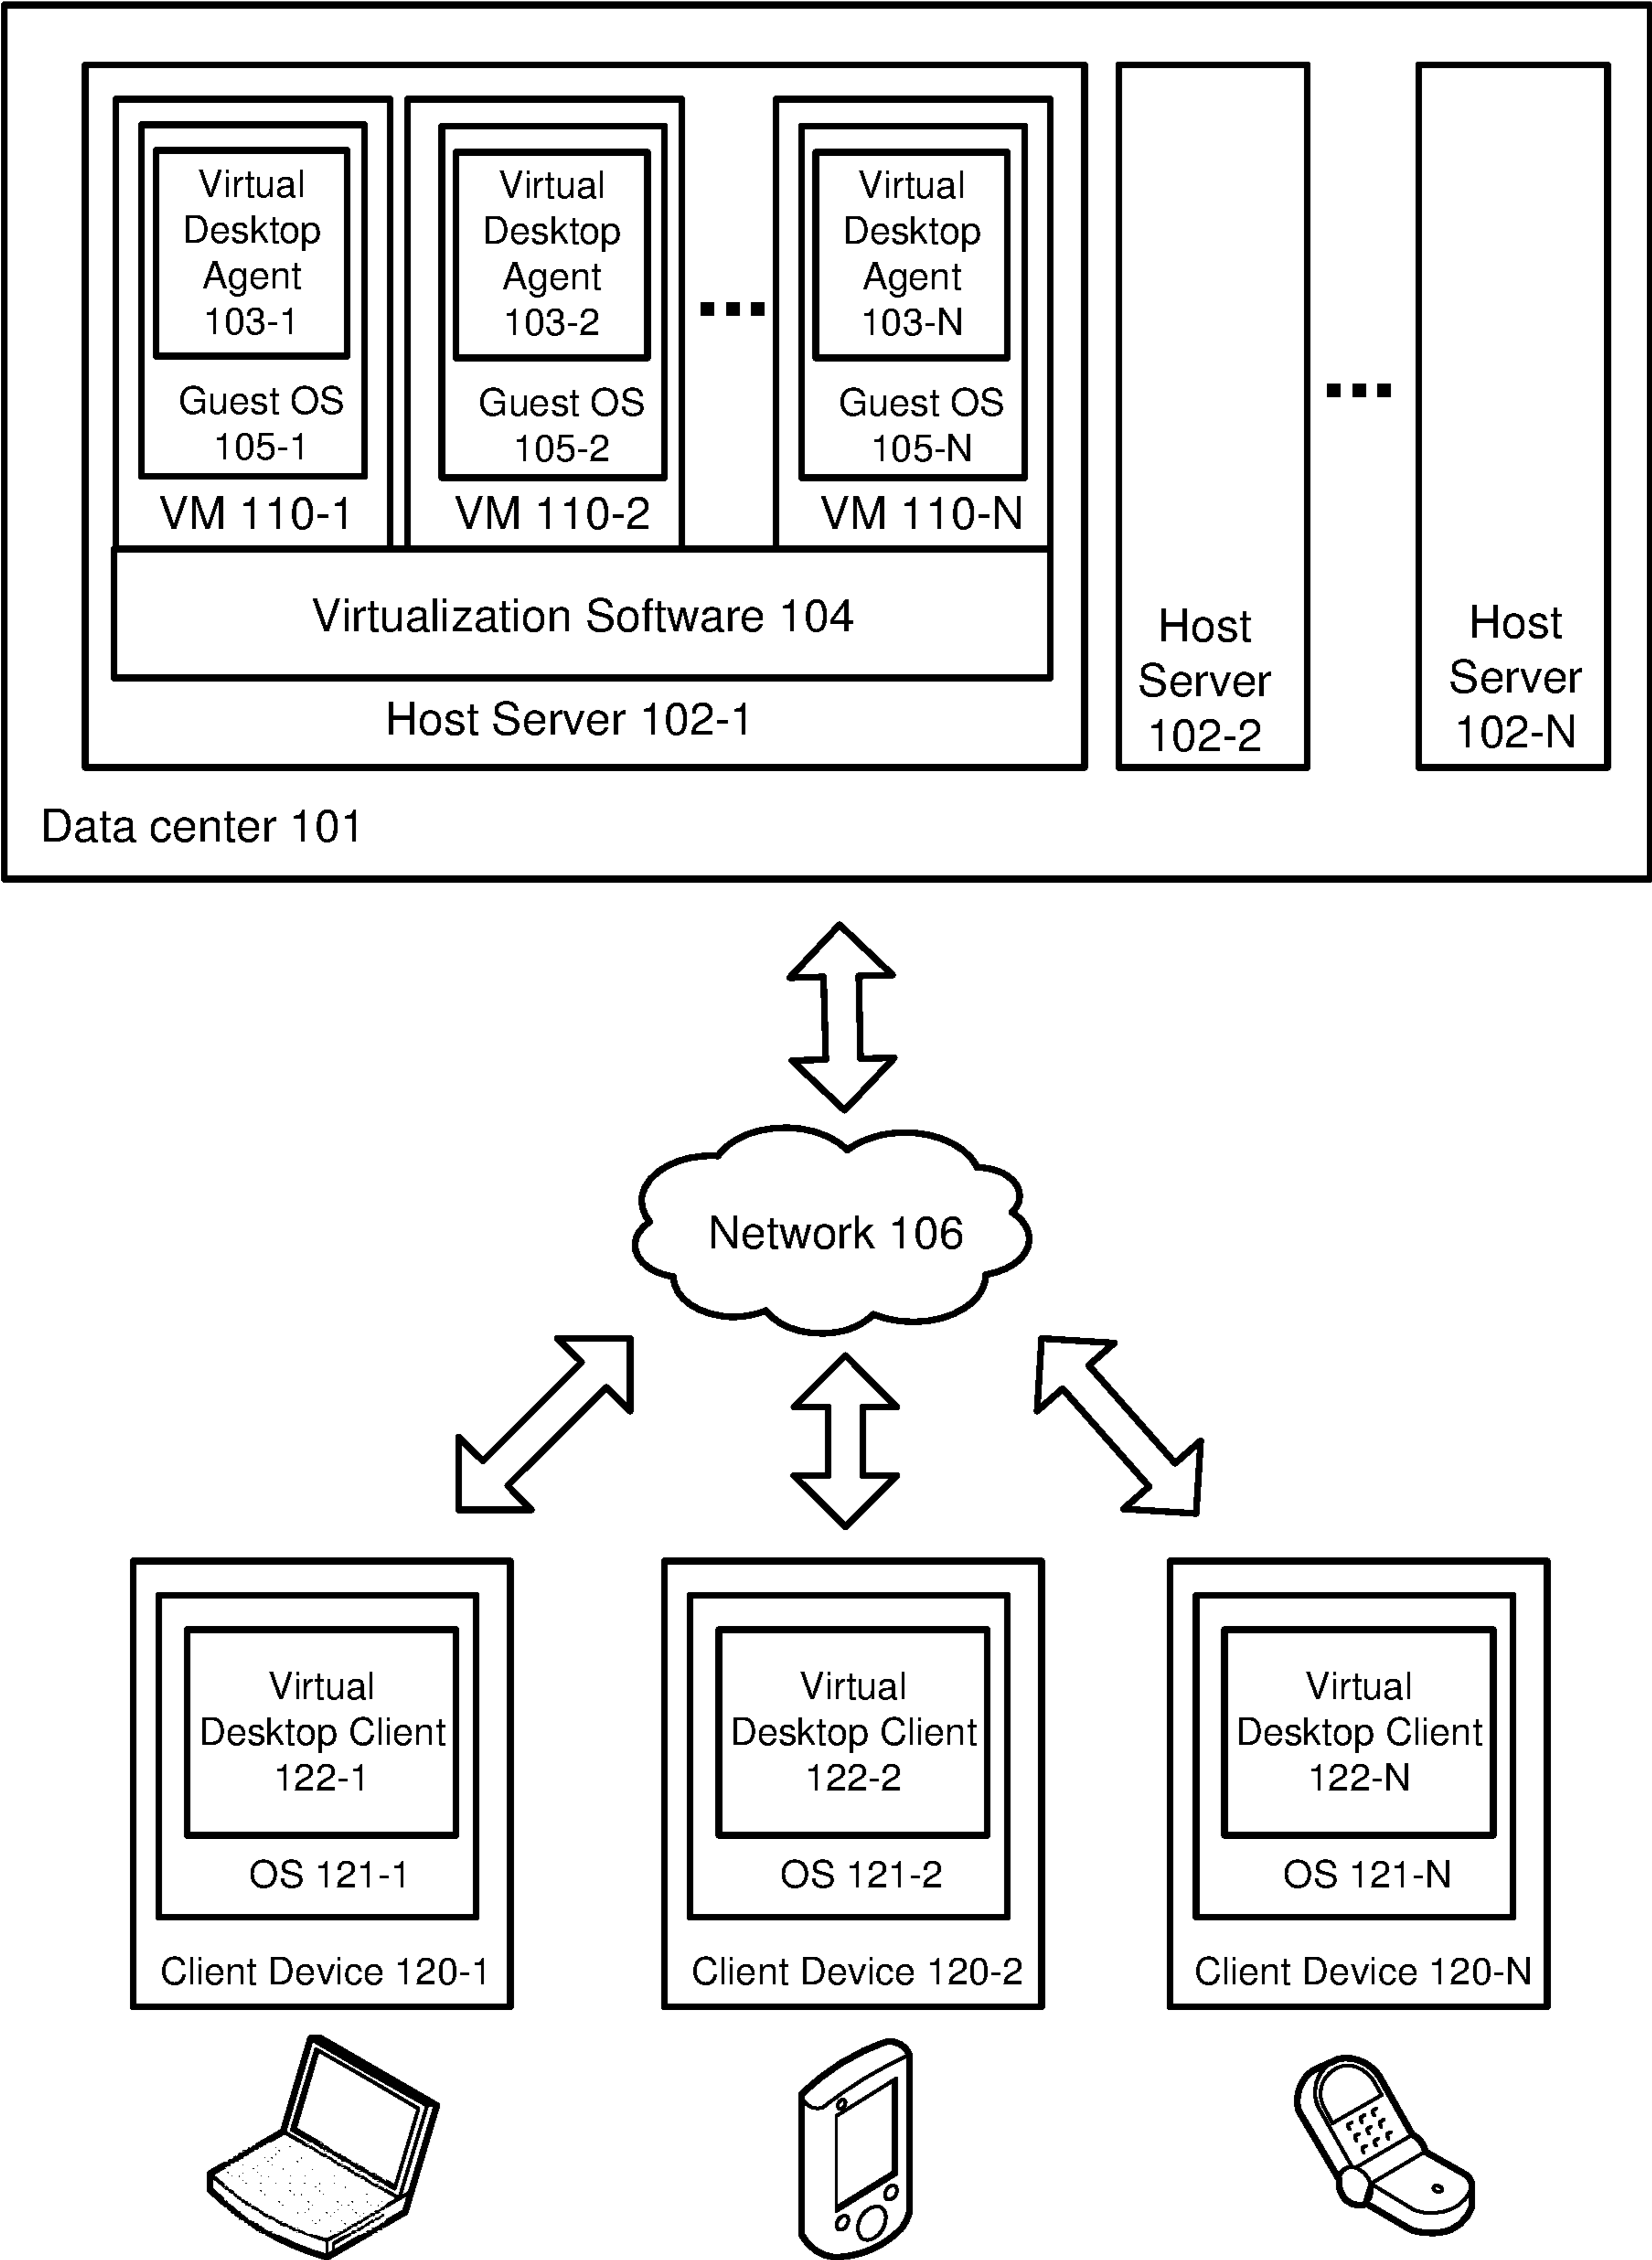 Virtual
Desktop
Agent
103-1
Guest OS
105-1
VM 110-1
Virtual
Desktop
Agent
103-2
Guest OS
105-2
VM 110-2
...
Virtual
Desktop
Agent
103-N
Guest OS
105-N
VM 110-N
Virtualization Software 104
Host Server 102-1
Host
Server
102-2
...
Host
Server
102-N
Data center 101
Network 106
Virtual
Desktop Client
122-1
OS 121-1
Client Device 120-1
Virtual
Desktop Client
122-2
OS 121-2
Client Device 120-2
Virtual
Desktop Client
122-N
OS 121-N
Client Device 120-N